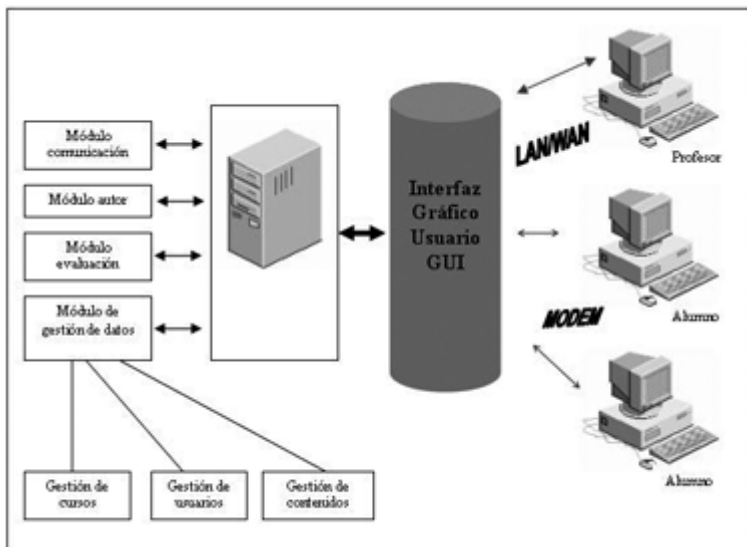 Módulo
comunicación
Módulo autor
Módulo
evaluación
Módulo de
gestión de datos
Gestión de
cursos
Gestión de
usuarios
Gestión de
contenidos
Interfaz
Gráfico
Usuario
GUI
LAN/WAN
MODEM
Profesor
Alumno
Alumno